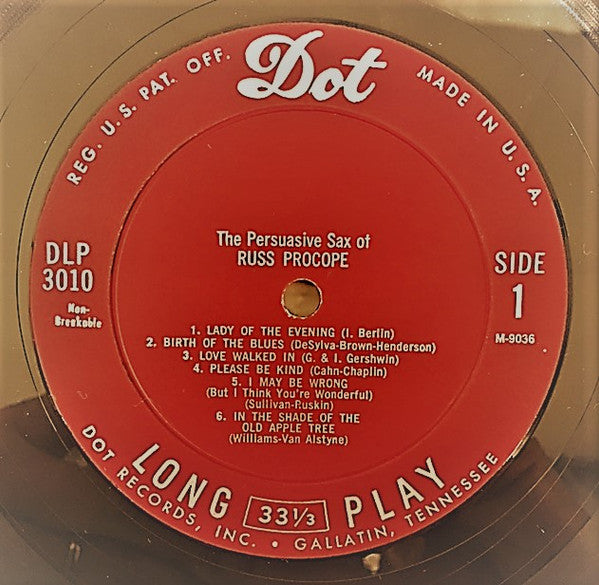 Dot
REG. U. S. PAT. OFF.
MADE IN U. S. A.
DLP
3010
Non-
Breakable
SIDE
1
M-9036
The Persuasive Sax of
RUSS PROCOPE
1. LADY OF THE EVENING (I. Berlin)
2. BIRTH OF THE BLUES (DeSylva-Brown-Henderson)
3. LOVE WALKED IN (G. & I. Gershwin)
4. PLEASE BE KIND (Cahn-Chaplin)
5. I MAY BE WRONG
(But I Think You're Wonderful)
(Sullivan-Ruskin)
6. IN THE SHADE OF THE
OLD APPLE TREE
(Williams-Van Alstyne)
LONG 33 1/3 PLAY
DOT RECORDS, INC. • GALLATIN, TENNESSEE